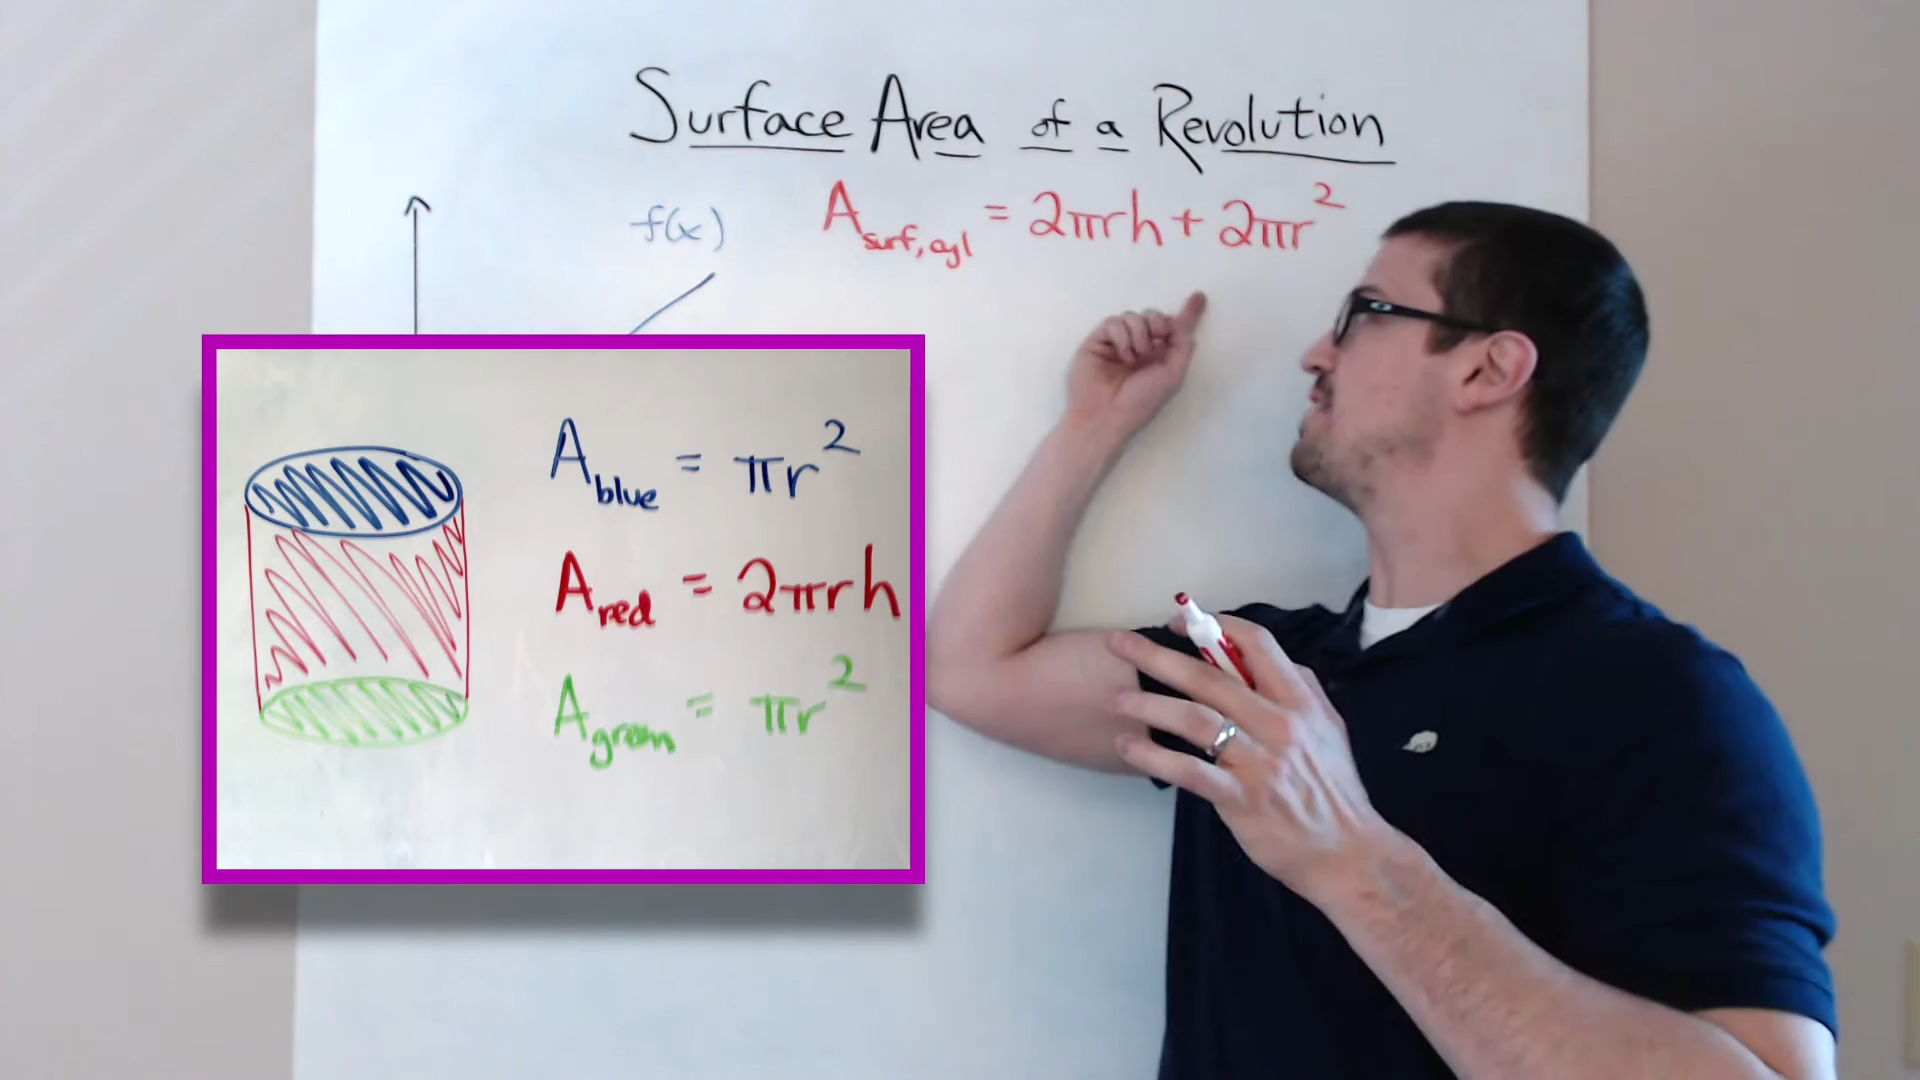 Surface Area of a Revolution
f(x)
A_surf,cyl = 2πrh + 2πr²
A_blue = πr²
A_red = 2πrh
A_green = πr²